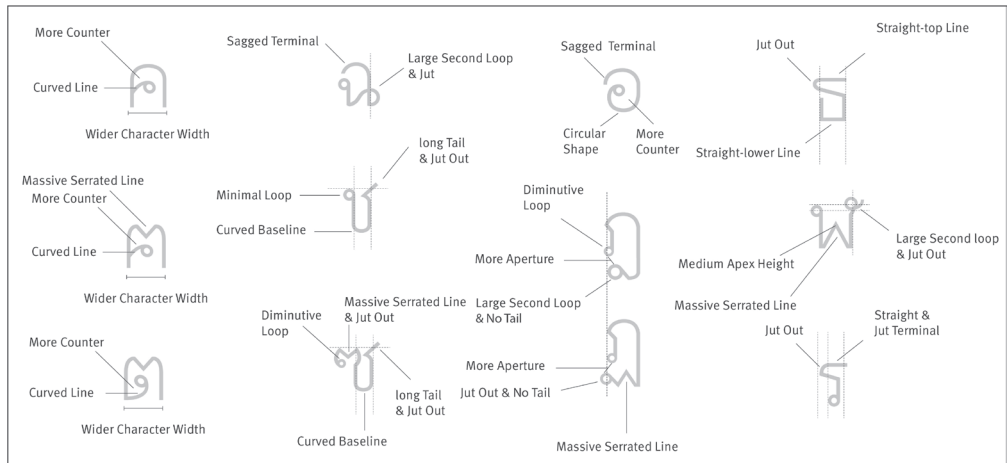 More Counter
Curved Line
ค
Wider Character Width
Sagged Terminal
Large Second Loop
& Jut
Sagged Terminal
Circular
Shape
More
Counter
Straight-top Line
Jut Out
ธ
Straight-lower Line
Massive Serrated Line
More Counter
Curved Line
ฅ
Wider Character Width
long Tail
& Jut Out
Minimal Loop
ช
Curved Baseline
Diminutive
Loop
More Aperture
Large Second Loop
& No Tail
Large Second loop
& Jut Out
Medium Apex Height
Massive Serrated Line
More Counter
Curved Line
ต
Wider Character Width
Massive Serrated Line
& Jut Out
Diminutive
Loop
long Tail
& Jut Out
Curved Baseline
More Aperture
Jut Out & No Tail
Massive Serrated Line
Jut Out
Straight &
Jut Terminal